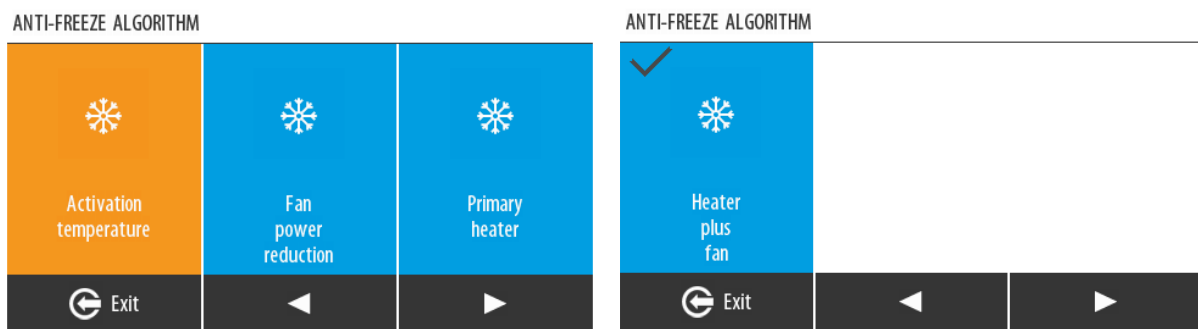 ANTI-FREEZE ALGORITHM
Activation
temperature
Fan
power
reduction
Primary
heater
Exit
ANTI-FREEZE ALGORITHM
Heater
plus
fan
Exit